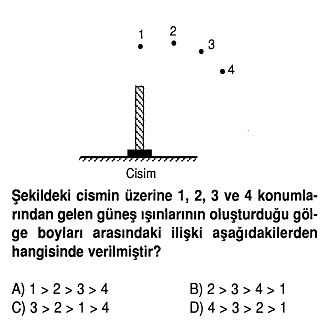 1 2 3 4
Cisim
Şekildeki cismin üzerine 1, 2, 3 ve 4 konumla-
rından gelen güneş ışınlarının oluşturduğu göl-
ge boyları arasındaki ilişki aşağıdakilerden
hangisinde verilmiştir?
A) 1 > 2 > 3 > 4 B) 2 > 3 > 4 > 1
C) 3 > 2 > 1 > 4 D) 4 > 3 > 2 > 1